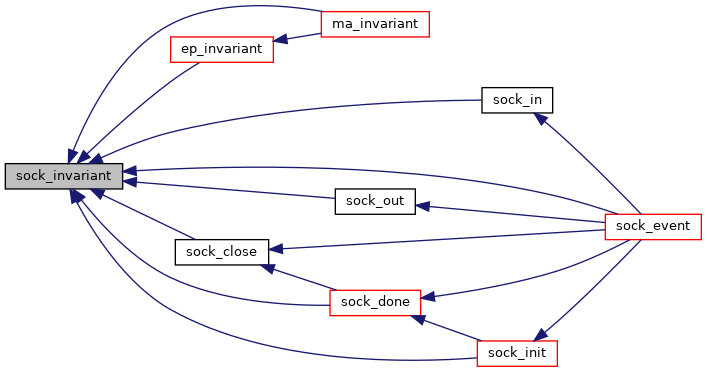 ma_invariant
ep_invariant
sock_in
sock_invariant
sock_out
sock_event
sock_close
sock_done
sock_init